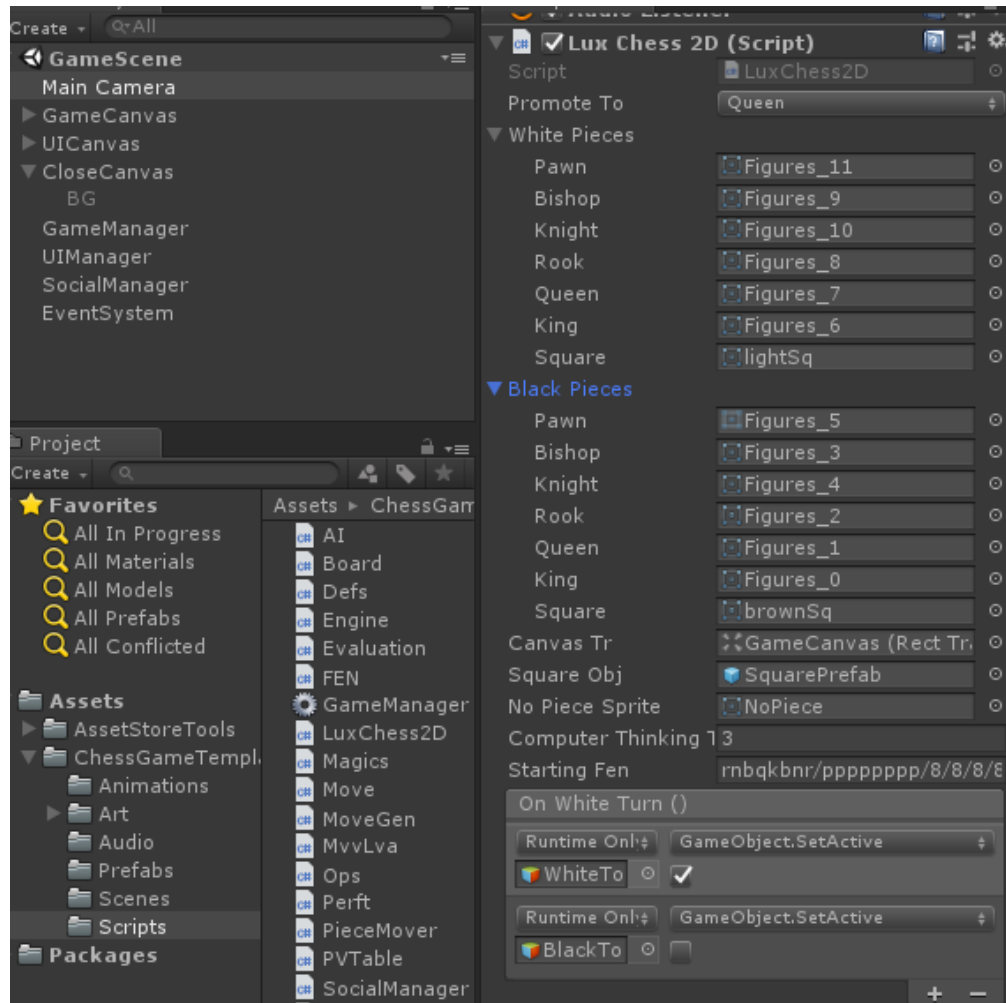 Create
All
GameScene
Main Camera
GameCanvas
UICanvas
CloseCanvas
BG
GameManager
UIManager
SocialManager
EventSystem
Project
Create
Favorites
All In Progress
All Materials
All Models
All Prefabs
All Conflicted
Assets
AssetStoreTools
ChessGameTempl
Animations
Art
Audio
Prefabs
Scenes
Scripts
Packages
Assets ▸ ChessGam
AI
Board
Defs
Engine
Evaluation
FEN
GameManager
LuxChess2D
Magics
Move
MoveGen
MvvLva
Ops
Perft
PieceMover
PVTable
SocialManager
Audio Listener
Lux Chess 2D (Script)
Script LuxChess2D
Promote To Queen
White Pieces
Pawn Figures_11
Bishop Figures_9
Knight Figures_10
Rook Figures_8
Queen Figures_7
King Figures_6
Square lightSq
Black Pieces
Pawn Figures_5
Bishop Figures_3
Knight Figures_4
Rook Figures_2
Queen Figures_1
King Figures_0
Square brownSq
Canvas Tr GameCanvas (Rect Tr
Square Obj SquarePrefab
No Piece Sprite NoPiece
Computer Thinking T 3
Starting Fen rnbqkbnr/pppppppp/8/8/8/8
On White Turn ()
Runtime Onl GameObject.SetActive
WhiteTo
Runtime Onl GameObject.SetActive
BlackTo